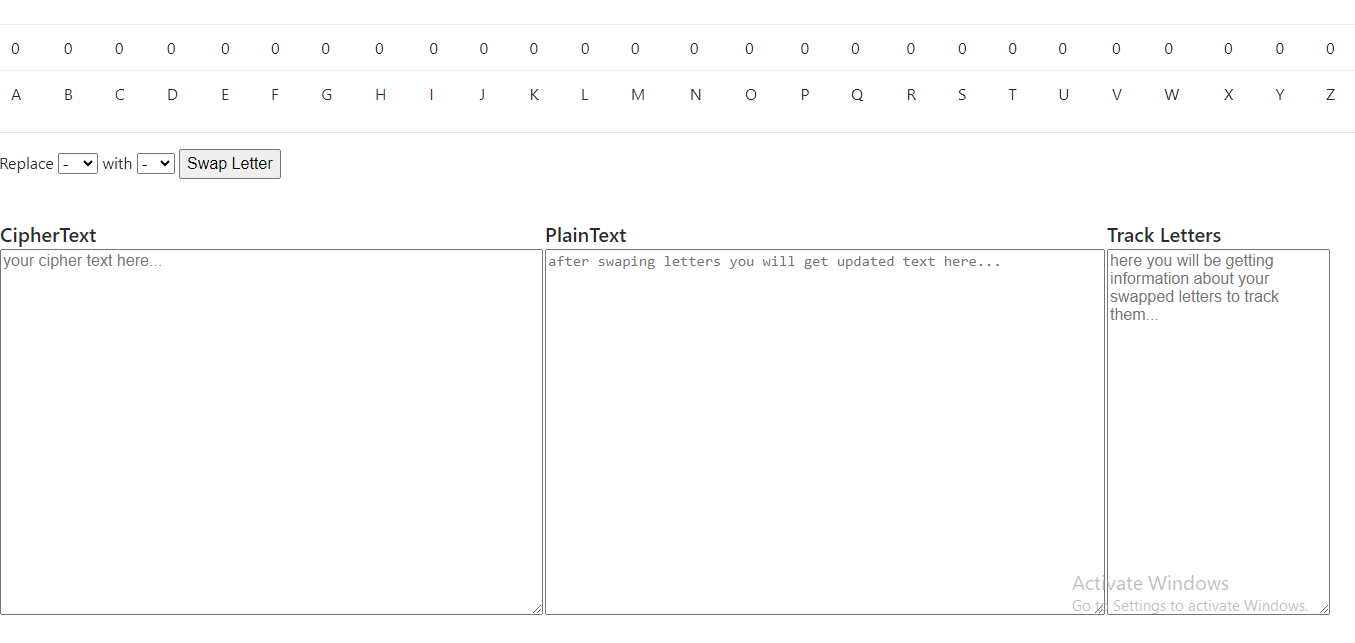 0 0 0 0 0 0 0 0 0 0 0 0 0 0 0 0 0 0 0 0 0 0 0 0 0 0
A B C D E F G H I J K L M N O P Q R S T U V W X Y Z
Replace - with - Swap Letter
CipherText PlainText Track Letters
your cipher text here...
after swaping letters you will get updated text here...
here you will be getting
information about your
swapped letters to track
them...
Activate Windows
Go to Settings to activate Windows.